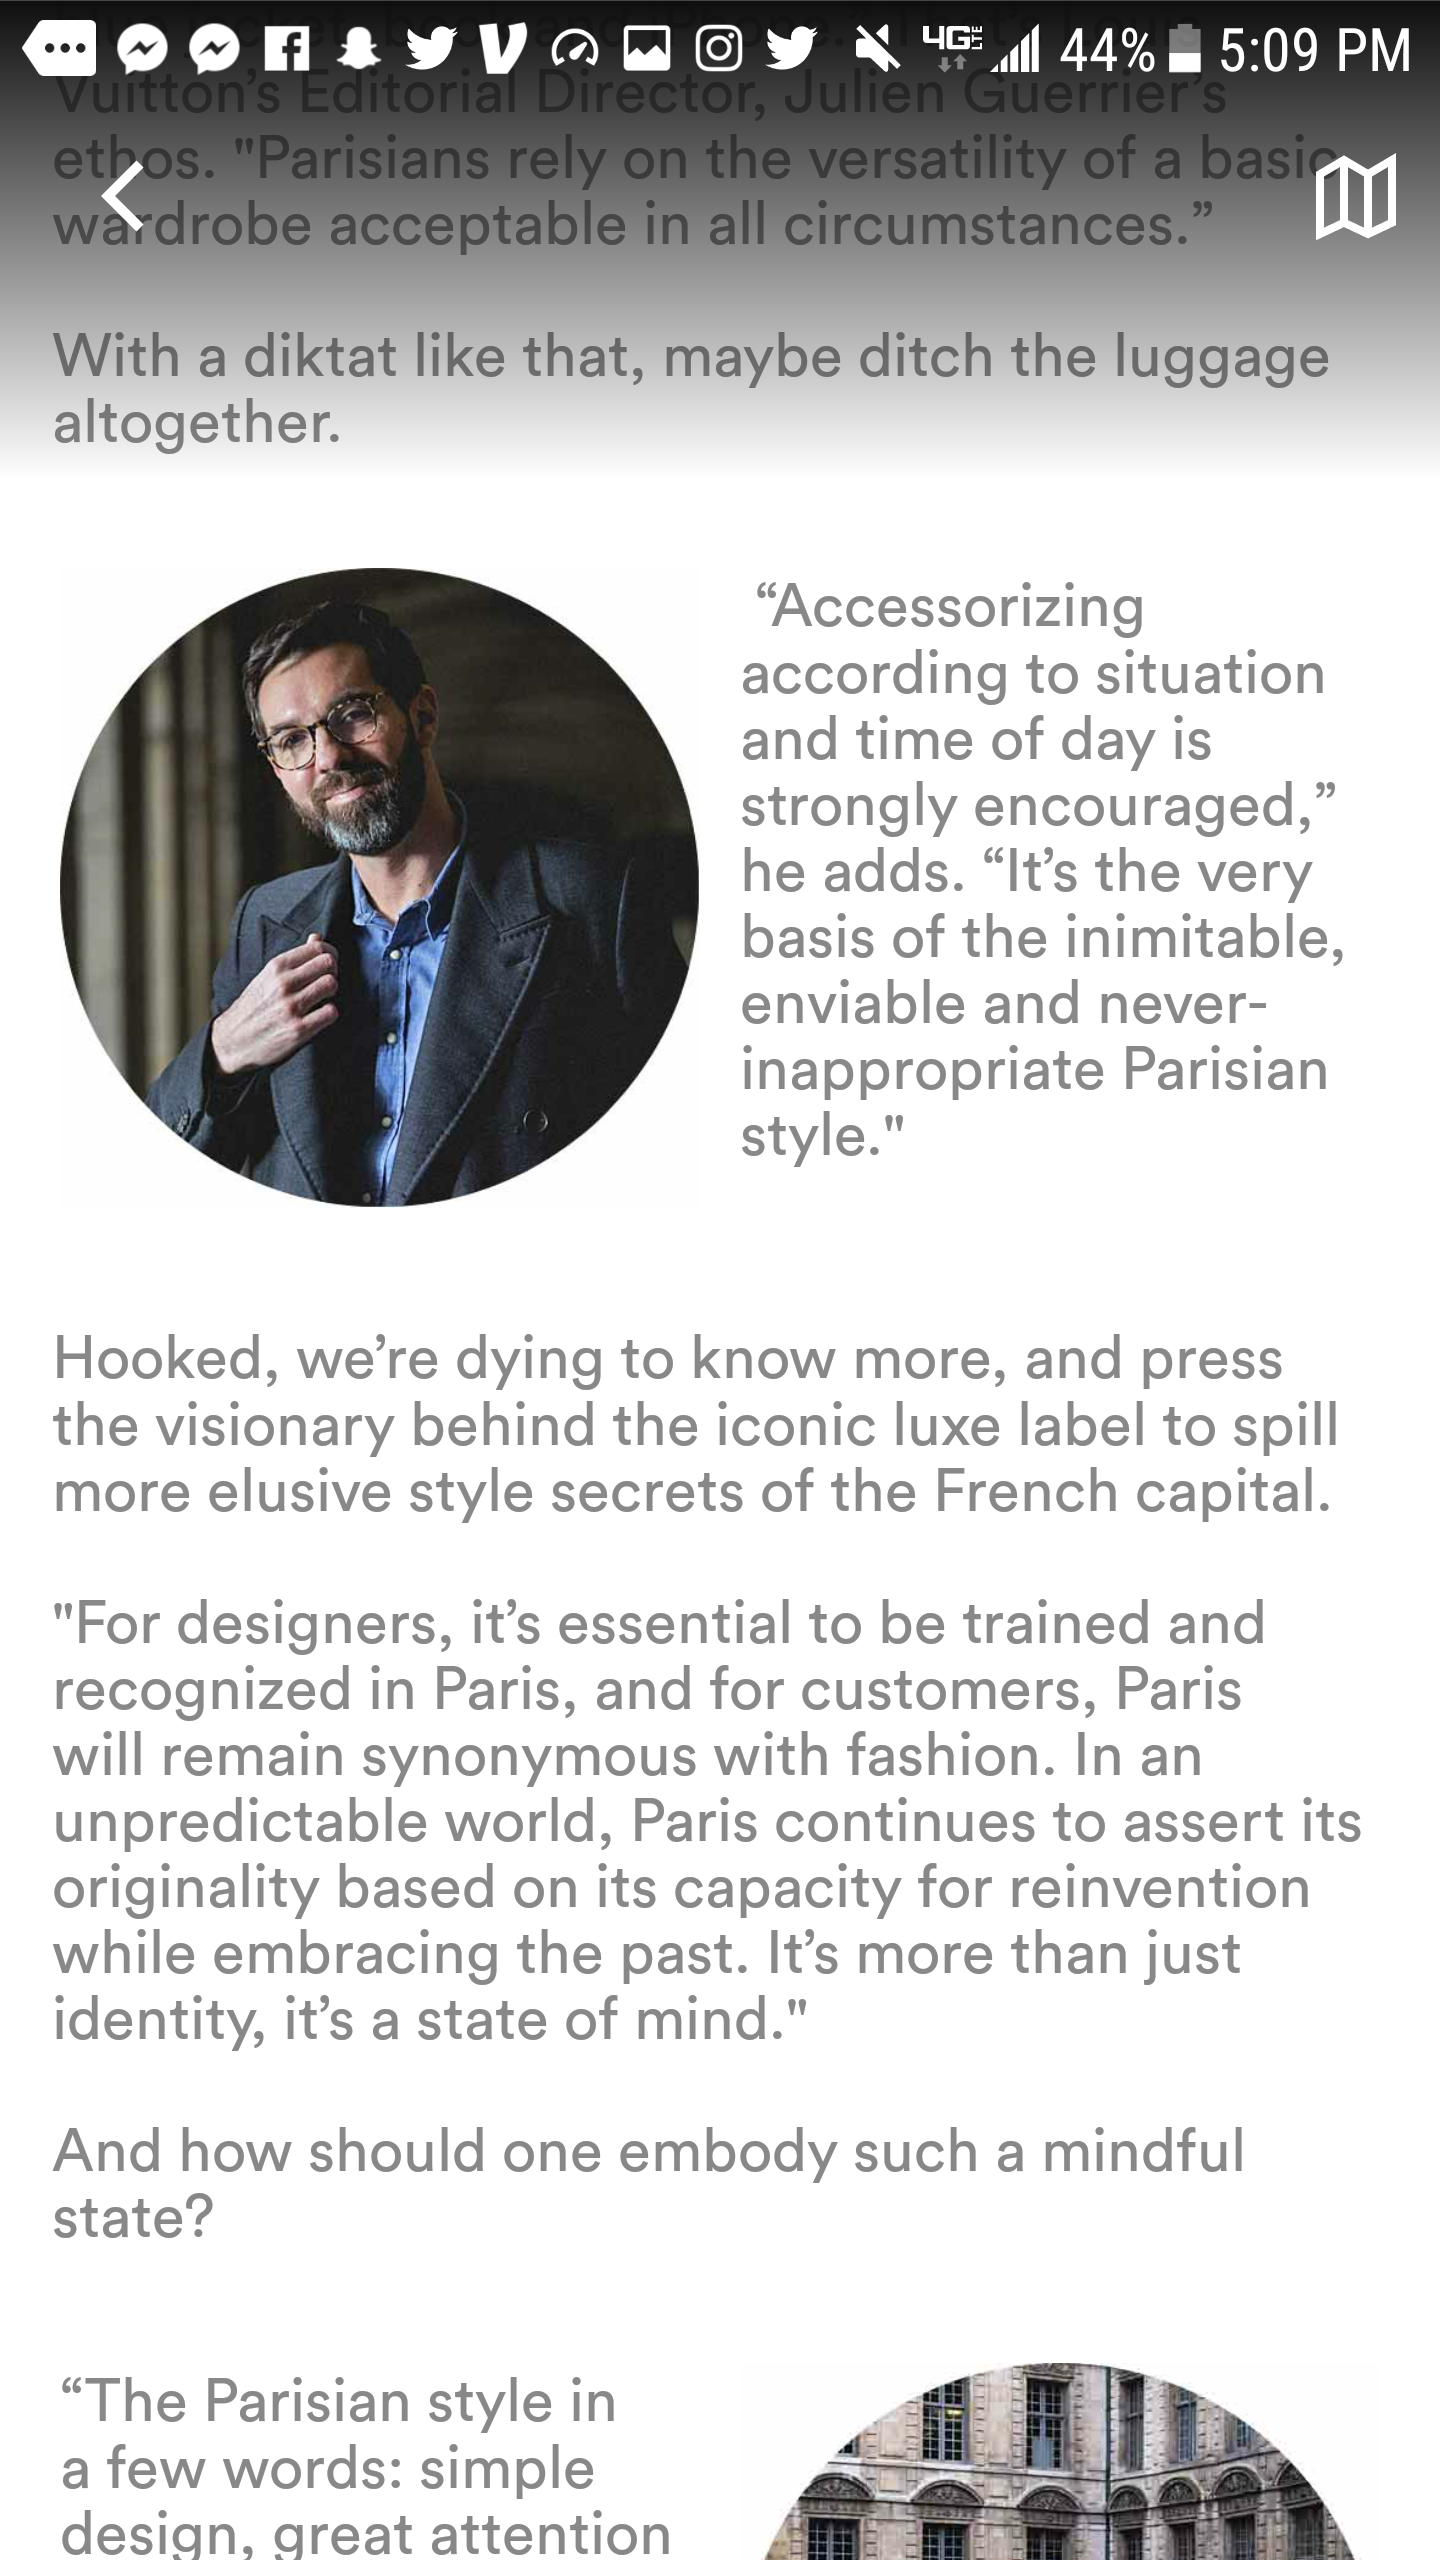 4G LTE 44% 5:09 PM
Vuitton’s Editorial Director, Julien Guerrier’s
ethos. "Parisians rely on the versatility of a basic
wardrobe acceptable in all circumstances.”
With a diktat like that, maybe ditch the luggage
altogether.
“Accessorizing
according to situation
and time of day is
strongly encouraged,”
he adds. “It’s the very
basis of the inimitable,
enviable and never-
inappropriate Parisian
style."
Hooked, we’re dying to know more, and press
the visionary behind the iconic luxe label to spill
more elusive style secrets of the French capital.
"For designers, it’s essential to be trained and
recognized in Paris, and for customers, Paris
will remain synonymous with fashion. In an
unpredictable world, Paris continues to assert its
originality based on its capacity for reinvention
while embracing the past. It’s more than just
identity, it’s a state of mind."
And how should one embody such a mindful
state?
“The Parisian style in
a few words: simple
design, great attention